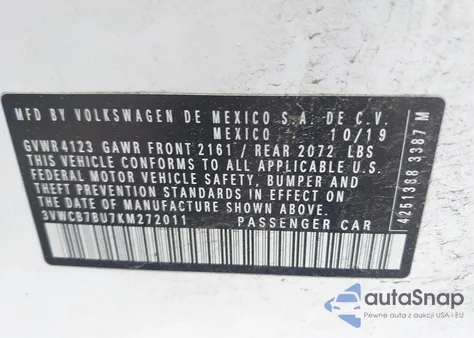 MFD BY VOLKSWAGEN DE MEXICO S.A. DE C.V.
MEXICO 10/19
GVWR4123 GAWR FRONT 2161 / REAR 2072 LBS
THIS VEHICLE CONFORMS TO ALL APPLICABLE U.S.
FEDERAL MOTOR VEHICLE SAFETY, BUMPER AND
THEFT PREVENTION STANDARDS IN EFFECT ON
THE DATE OF MANUFACTURE SHOWN ABOVE.
3VWCB7BU7KM272011 PASSENGER CAR
4251388 3387 M
autoSnap
Pewne auta z aukcji USA i EU